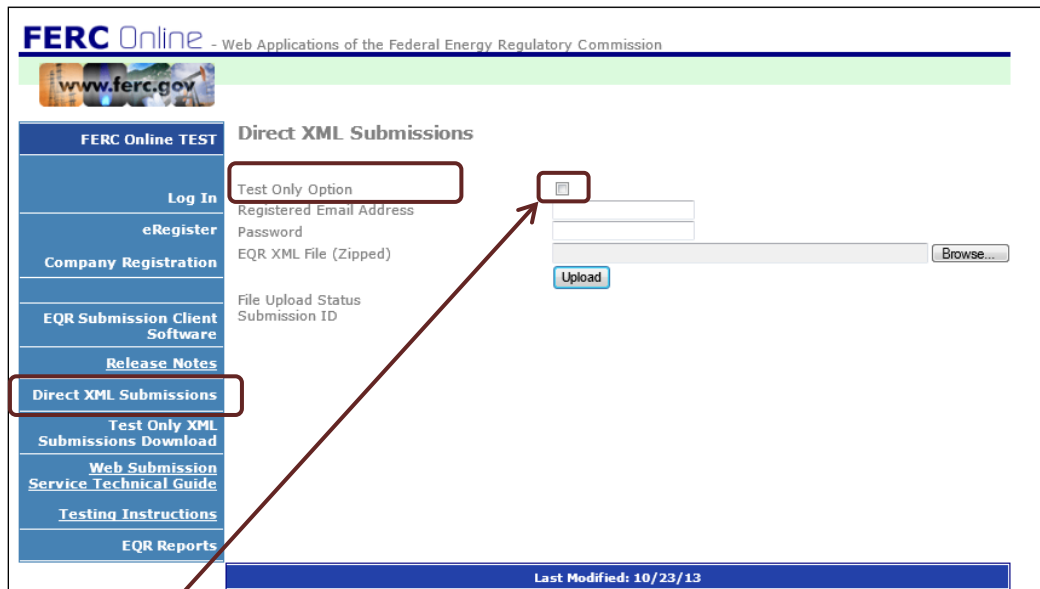 FERC Online - Web Applications of the Federal Energy Regulatory Commission
www.ferc.gov
FERC Online TEST
Log In
eRegister
Company Registration
EQR Submission Client
Software
Release Notes
Direct XML Submissions
Test Only XML
Submissions Download
Web Submission
Service Technical Guide
Testing Instructions
EQR Reports
Direct XML Submissions
Test Only Option
Registered Email Address
Password
EQR XML File (Zipped)
Browse...
Upload
File Upload Status
Submission ID
Last Modified: 10/23/13